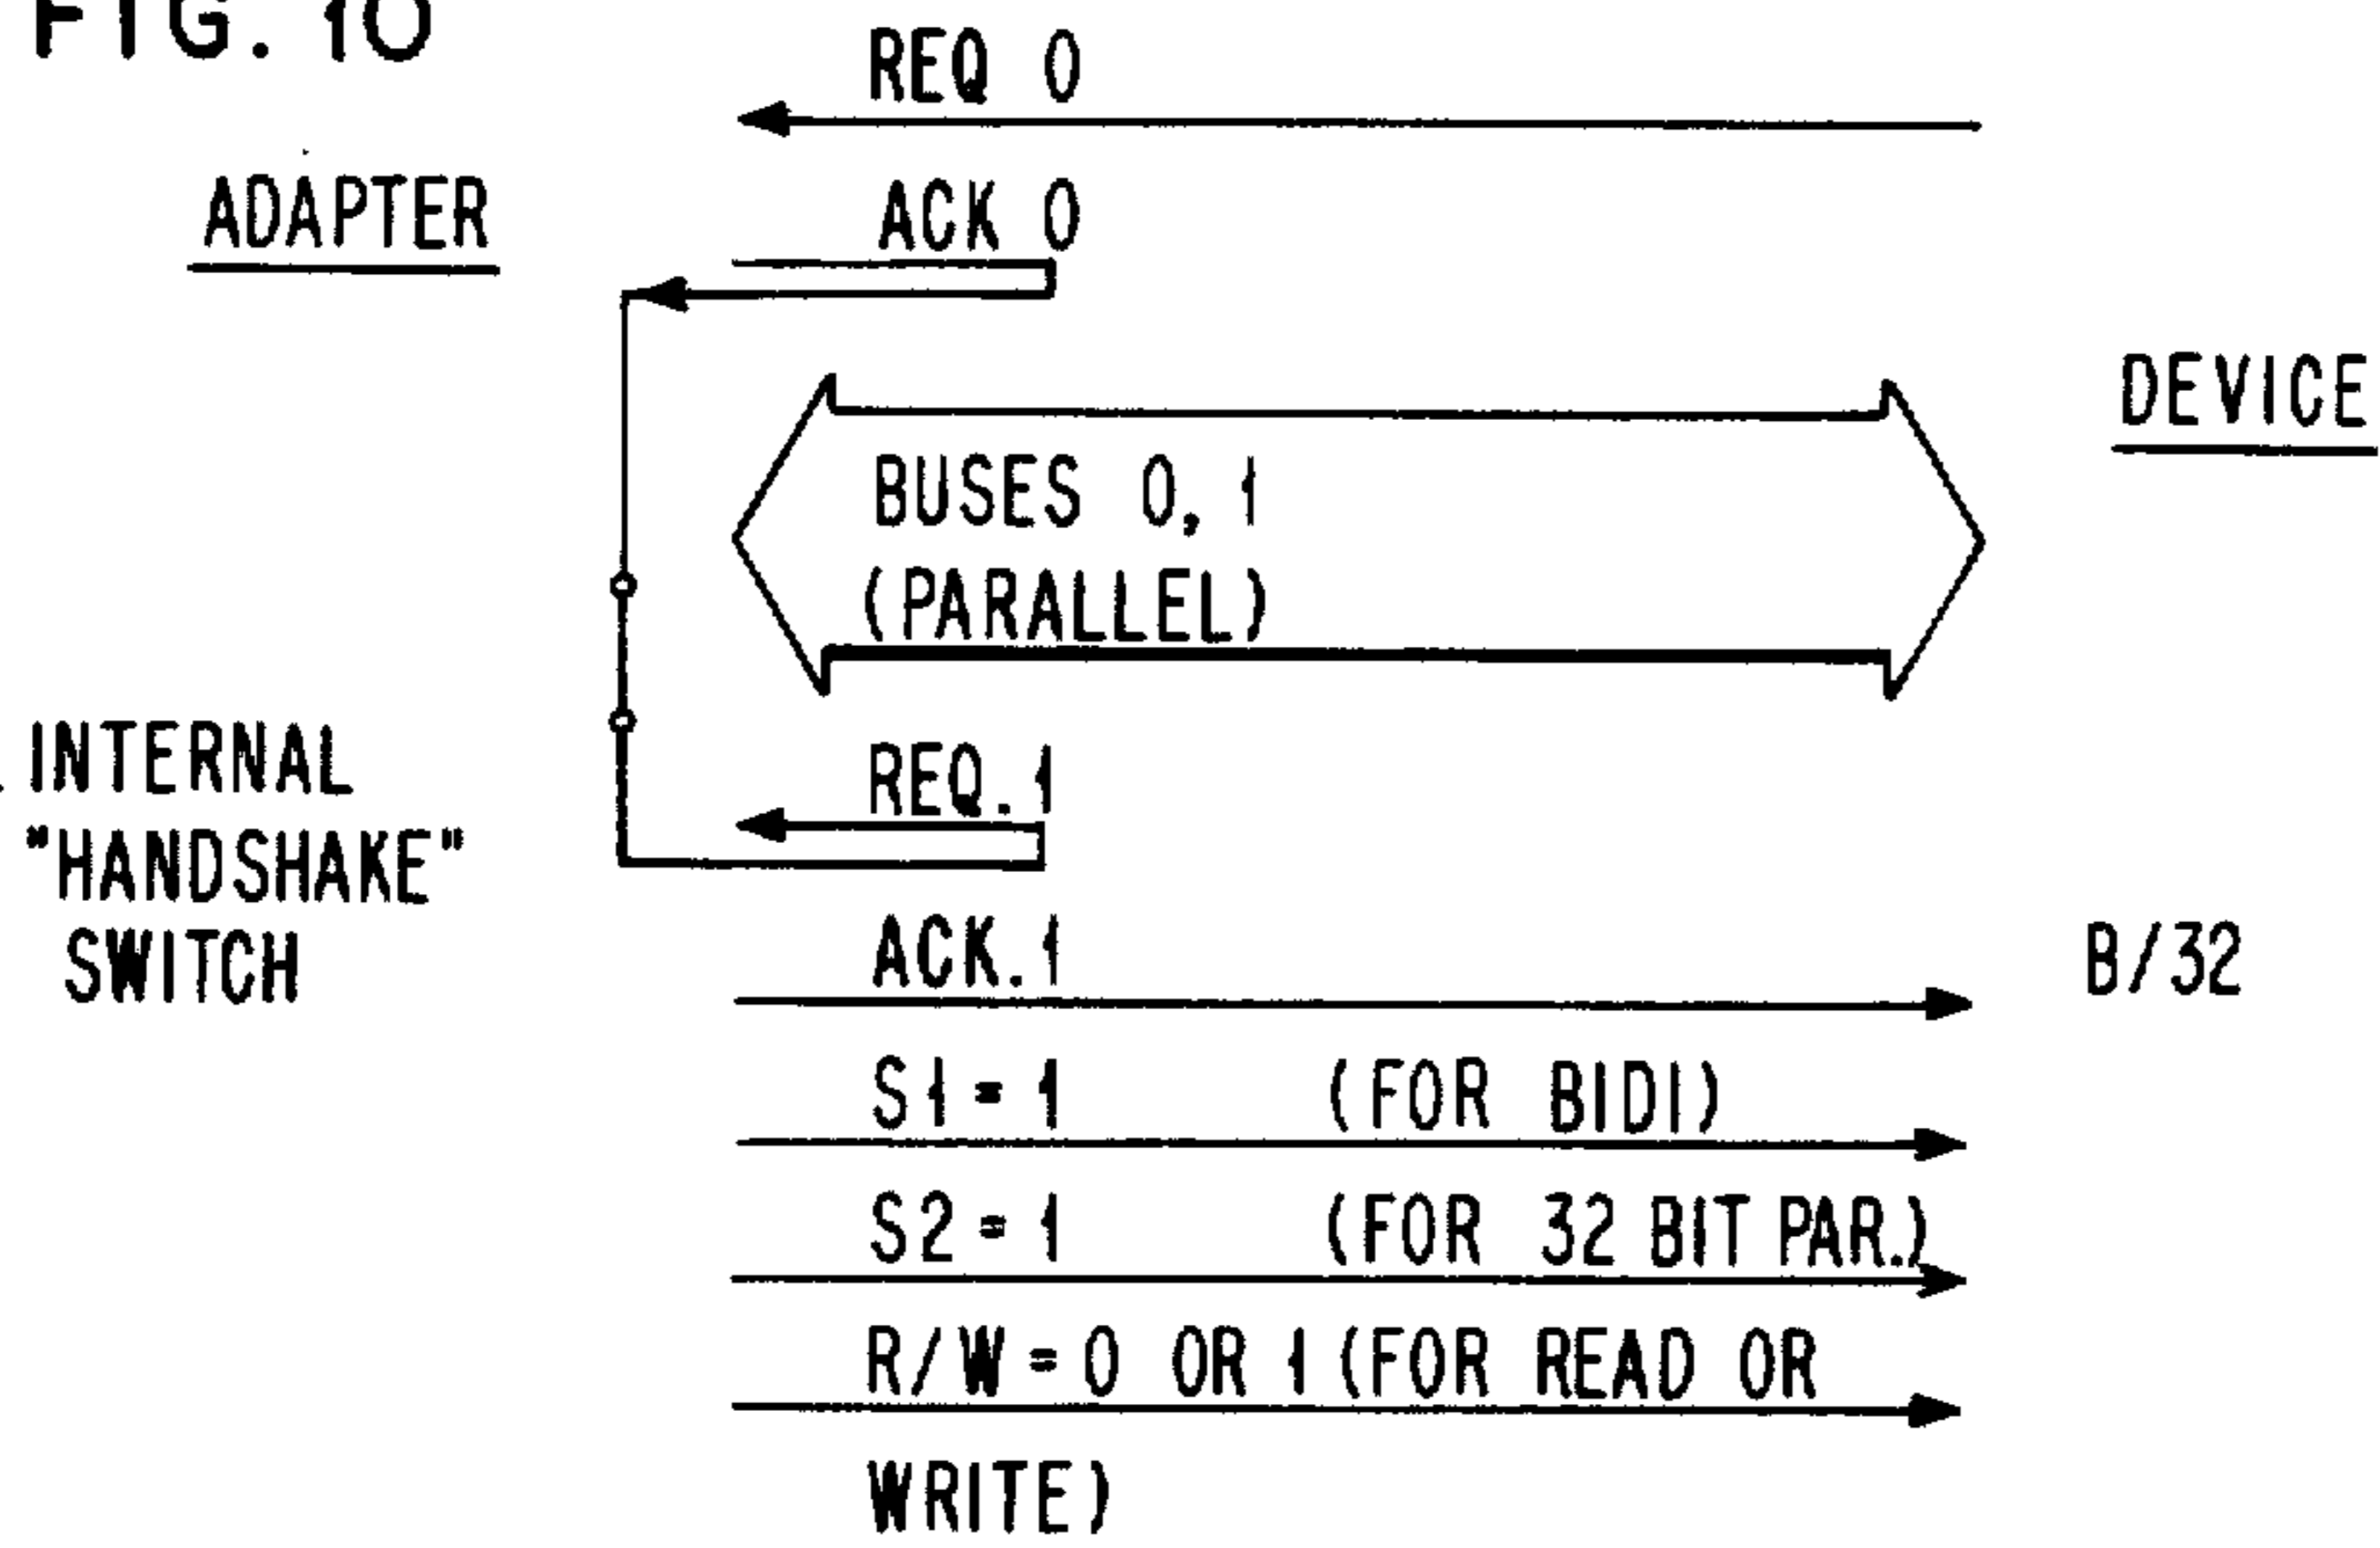 FIG. 10
REQ 0
ADAPTER
ACK 0
DEVICE
BUSES 0, 1
(PARALLEL)
INTERNAL
"HANDSHAKE"
SWITCH
REQ. 1
ACK. 1
B/32
S1 = 1 (FOR BIDI)
S2 = 1 (FOR 32 BIT PAR.)
R/W = 0 OR 1 (FOR READ OR
WRITE)